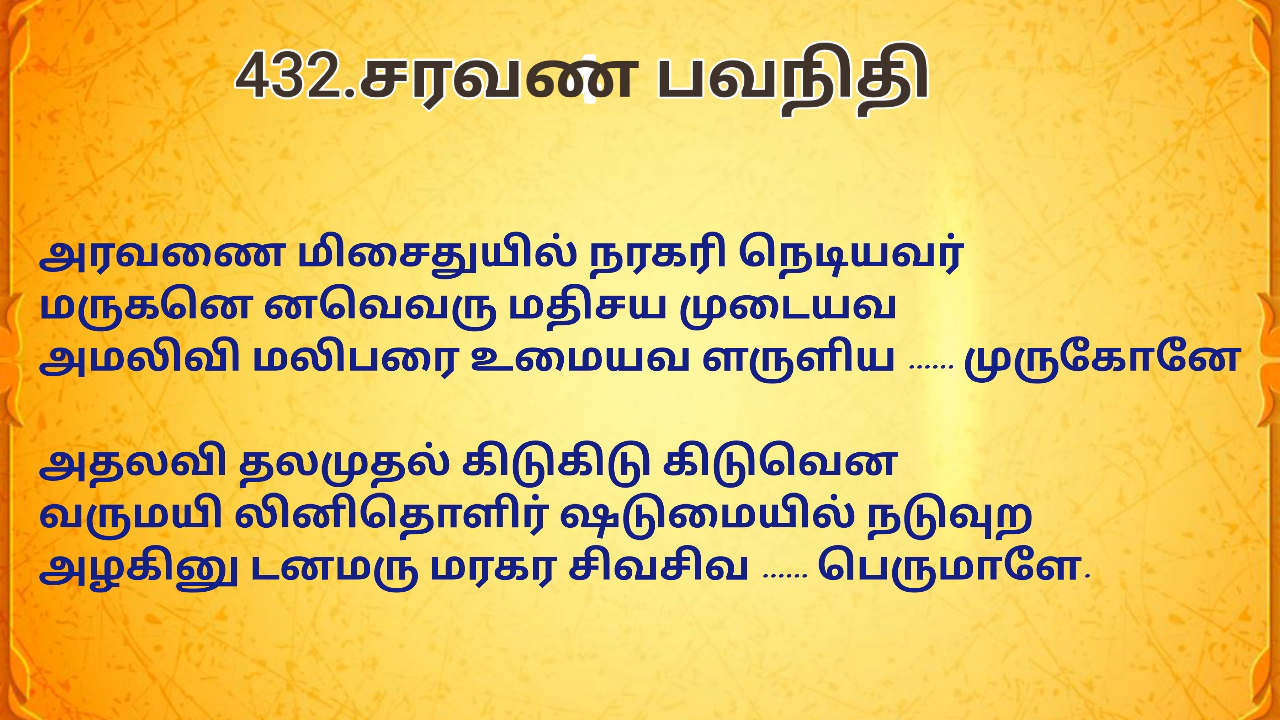 432.சரவண பவநிதி
அரவணை மிசைதுயில் நரகரி நெடியவர்
மருகனெ னவெவரு மதிசய முடையவ
அமலிவி மலிபரை உமையவ ளருளிய ...... முருகோனே
அதலவி தலமுதல் கிடுகிடு கிடுவென
வருமயி லினிதொளிர் ஷடுமையில் நடுவுற
அழகினு டனமரு மரகர சிவசிவ ...... பெருமாளே.